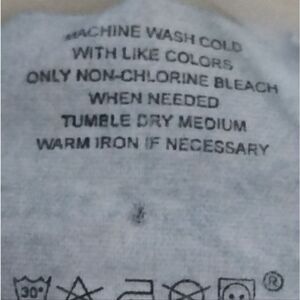 MACHINE WASH COLD
WITH LIKE COLORS
ONLY NON-CHLORINE BLEACH
WHEN NEEDED
TUMBLE DRY MEDIUM
WARM IRON IF NECESSARY
30° ®